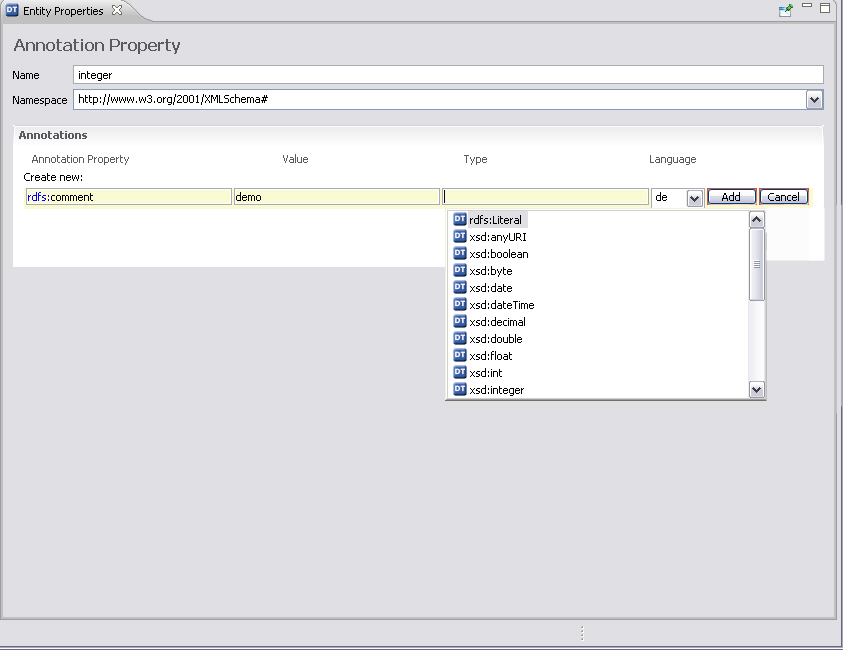 DT Entity Properties
Annotation Property
Name integer
Namespace http://www.w3.org/2001/XMLSchema#
Annotations
Annotation Property Value Type Language
Create new:
rdfs:comment demo de Add Cancel
DT rdfs:Literal
DT xsd:anyURI
DT xsd:boolean
DT xsd:byte
DT xsd:date
DT xsd:dateTime
DT xsd:decimal
DT xsd:double
DT xsd:float
DT xsd:int
DT xsd:integer